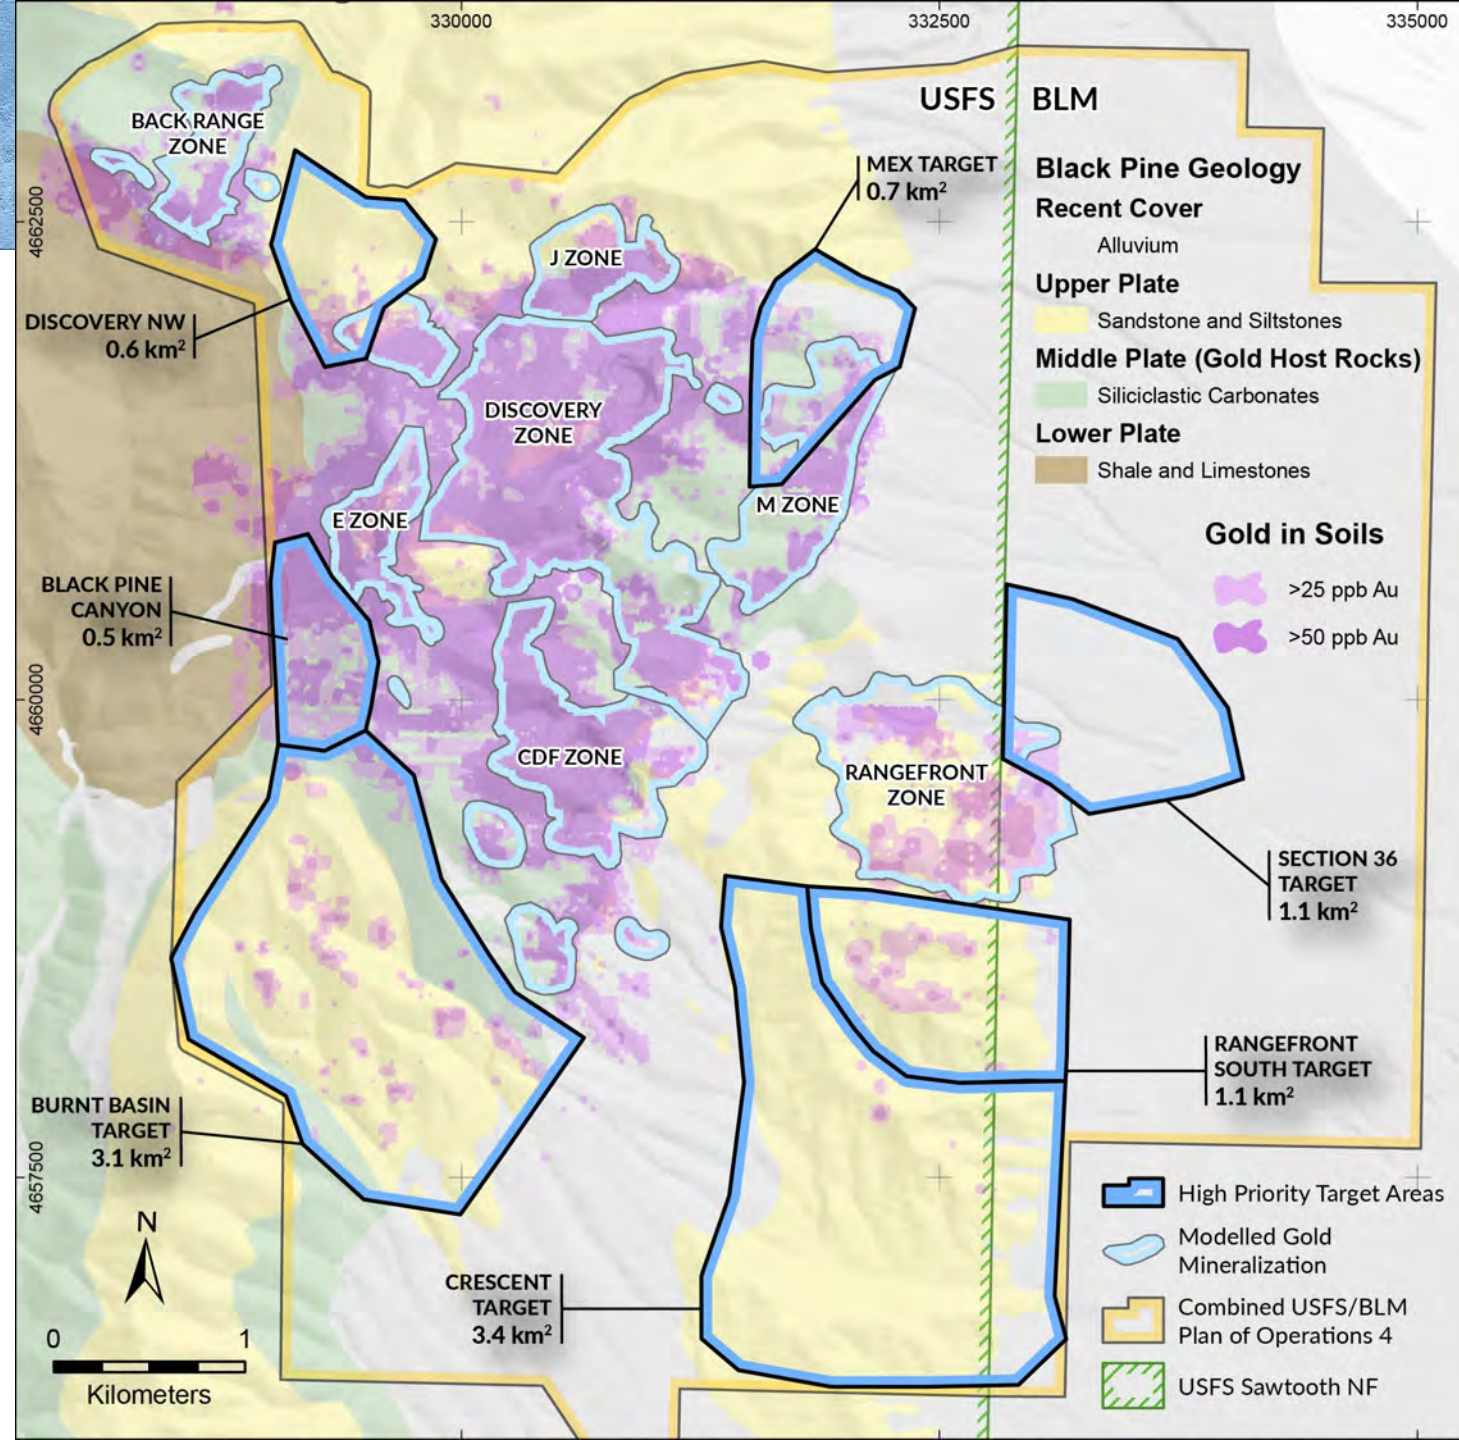 330000
332500
335000
USFS
BLM
BACK RANGE
ZONE
MEX TARGET
0.7 km²
Black Pine Geology
Recent Cover
Alluvium
Upper Plate
Sandstone and Siltstones
Middle Plate (Gold Host Rocks)
Siliciclastic Carbonates
Lower Plate
Shale and Limestones
4662500
J ZONE
DISCOVERY NW
0.6 km²
DISCOVERY
ZONE
M ZONE
E ZONE
Gold in Soils
>25 ppb Au
>50 ppb Au
BLACK PINE
CANYON
0.5 km²
4660000
CDF ZONE
RANGEFRONT
ZONE
SECTION 36
TARGET
1.1 km²
RANGEFRONT
SOUTH TARGET
1.1 km²
BURNT BASIN
TARGET
3.1 km²
4657500
N
CRESCENT
TARGET
3.4 km²
0
1
Kilometers
High Priority Target Areas
Modelled Gold
Mineralization
Combined USFS/BLM
Plan of Operations 4
USFS Sawtooth NF